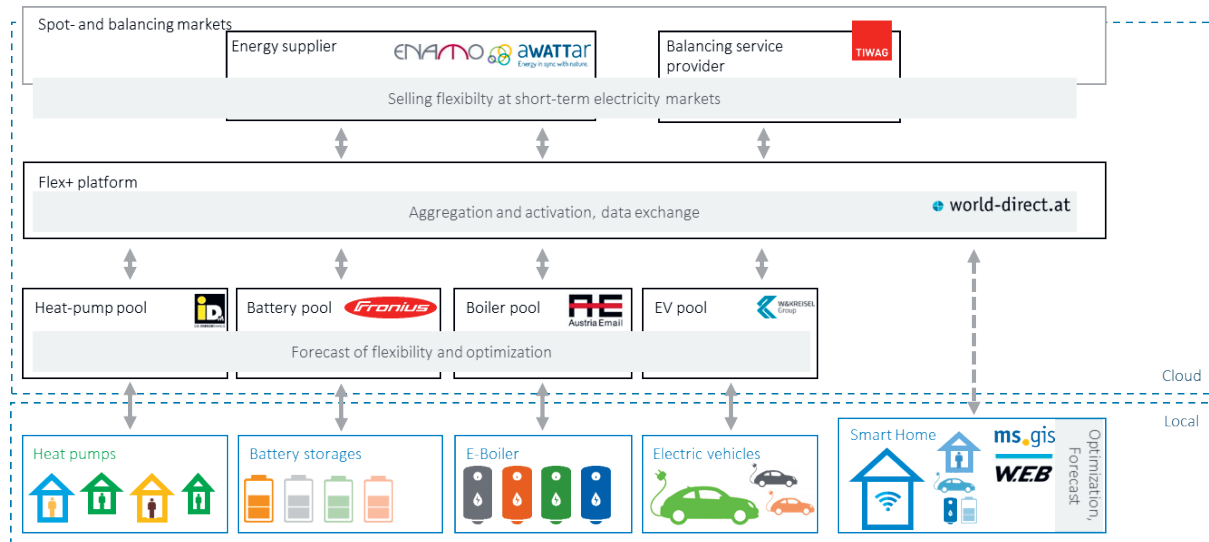 Spot- and balancing markets
Energy supplier
ENAMO
aWATTar
Energy in sync with nature.
Balancing service
provider
TIWAG
Selling flexibilty at short-term electricity markets
Flex+ platform
Aggregation and activation, data exchange
world-direct.at
Heat-pump pool
iDM
Battery pool
Fronius
Boiler pool
AE
Austria Email
EV pool
W&KREISEL
Group
Forecast of flexibility and optimization
Cloud
Local
Heat pumps
Battery storages
E-Boiler
Electric vehicles
Smart Home
ms.gis
W.E.B
Optimization,
Forecast